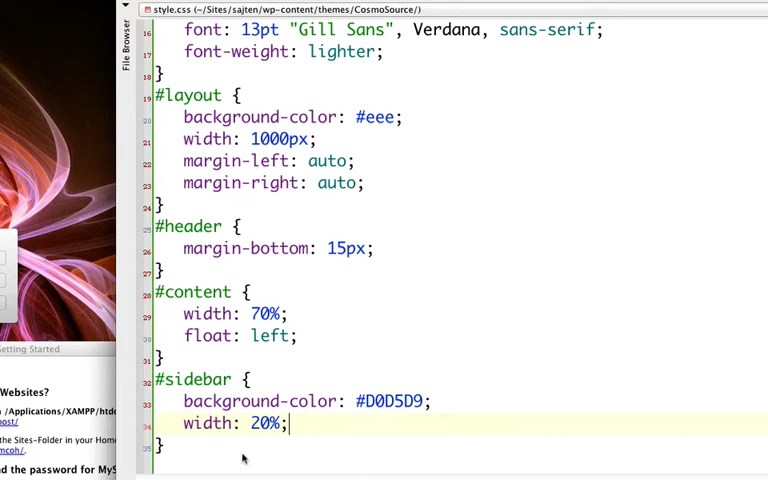 style.css (~/Sites/sajten/wp-content/themes/CosmoSource/)
File Browser
16 font: 13pt "Gill Sans", Verdana, sans-serif;
17 font-weight: lighter;
18 }
19 #layout {
20 background-color: #eee;
21 width: 1000px;
22 margin-left: auto;
23 margin-right: auto;
24 }
25 #header {
26 margin-bottom: 15px;
27 }
28 #content {
29 width: 70%;
30 float: left;
31 }
32 #sidebar {
33 background-color: #D0D5D9;
34 width: 20%;
35 }
Getting Started
Websites?
/Applications/XAMPP/htdo
the Sites-Folder in your Home
nd the password for MyS